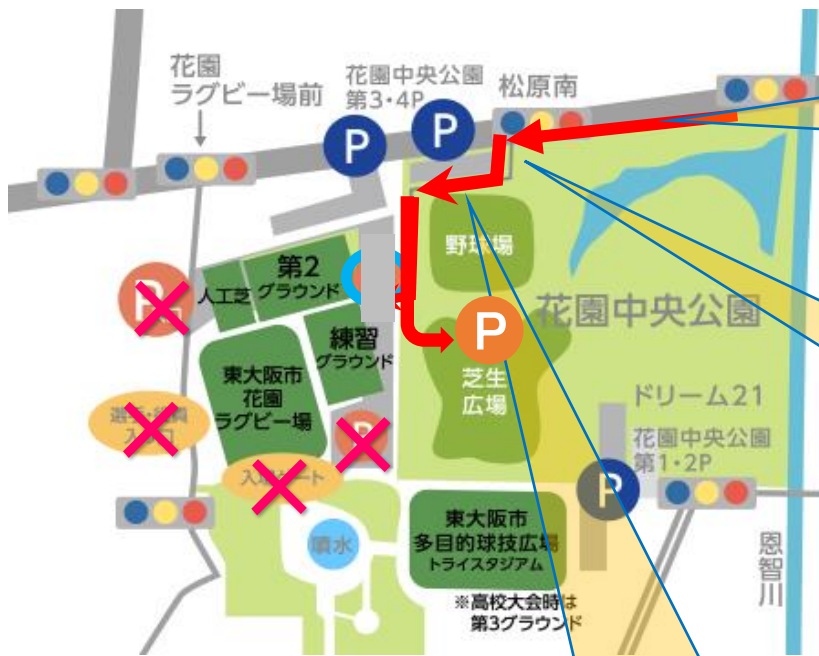 花園
ラグビー場前
花園中央公園
第3・4P
松原南
P
P
野球場
第2
グラウンド
人工芝
P
花園中央公園
練習
グラウンド
東大阪市
花園
ラグビー場
芝生
広場
ドリーム21
花園中央公園
第1・2P
P
噴水
東大阪市
多目的球技広場
トライスタジアム
※高校大会時は
第3グラウンド
恩智川